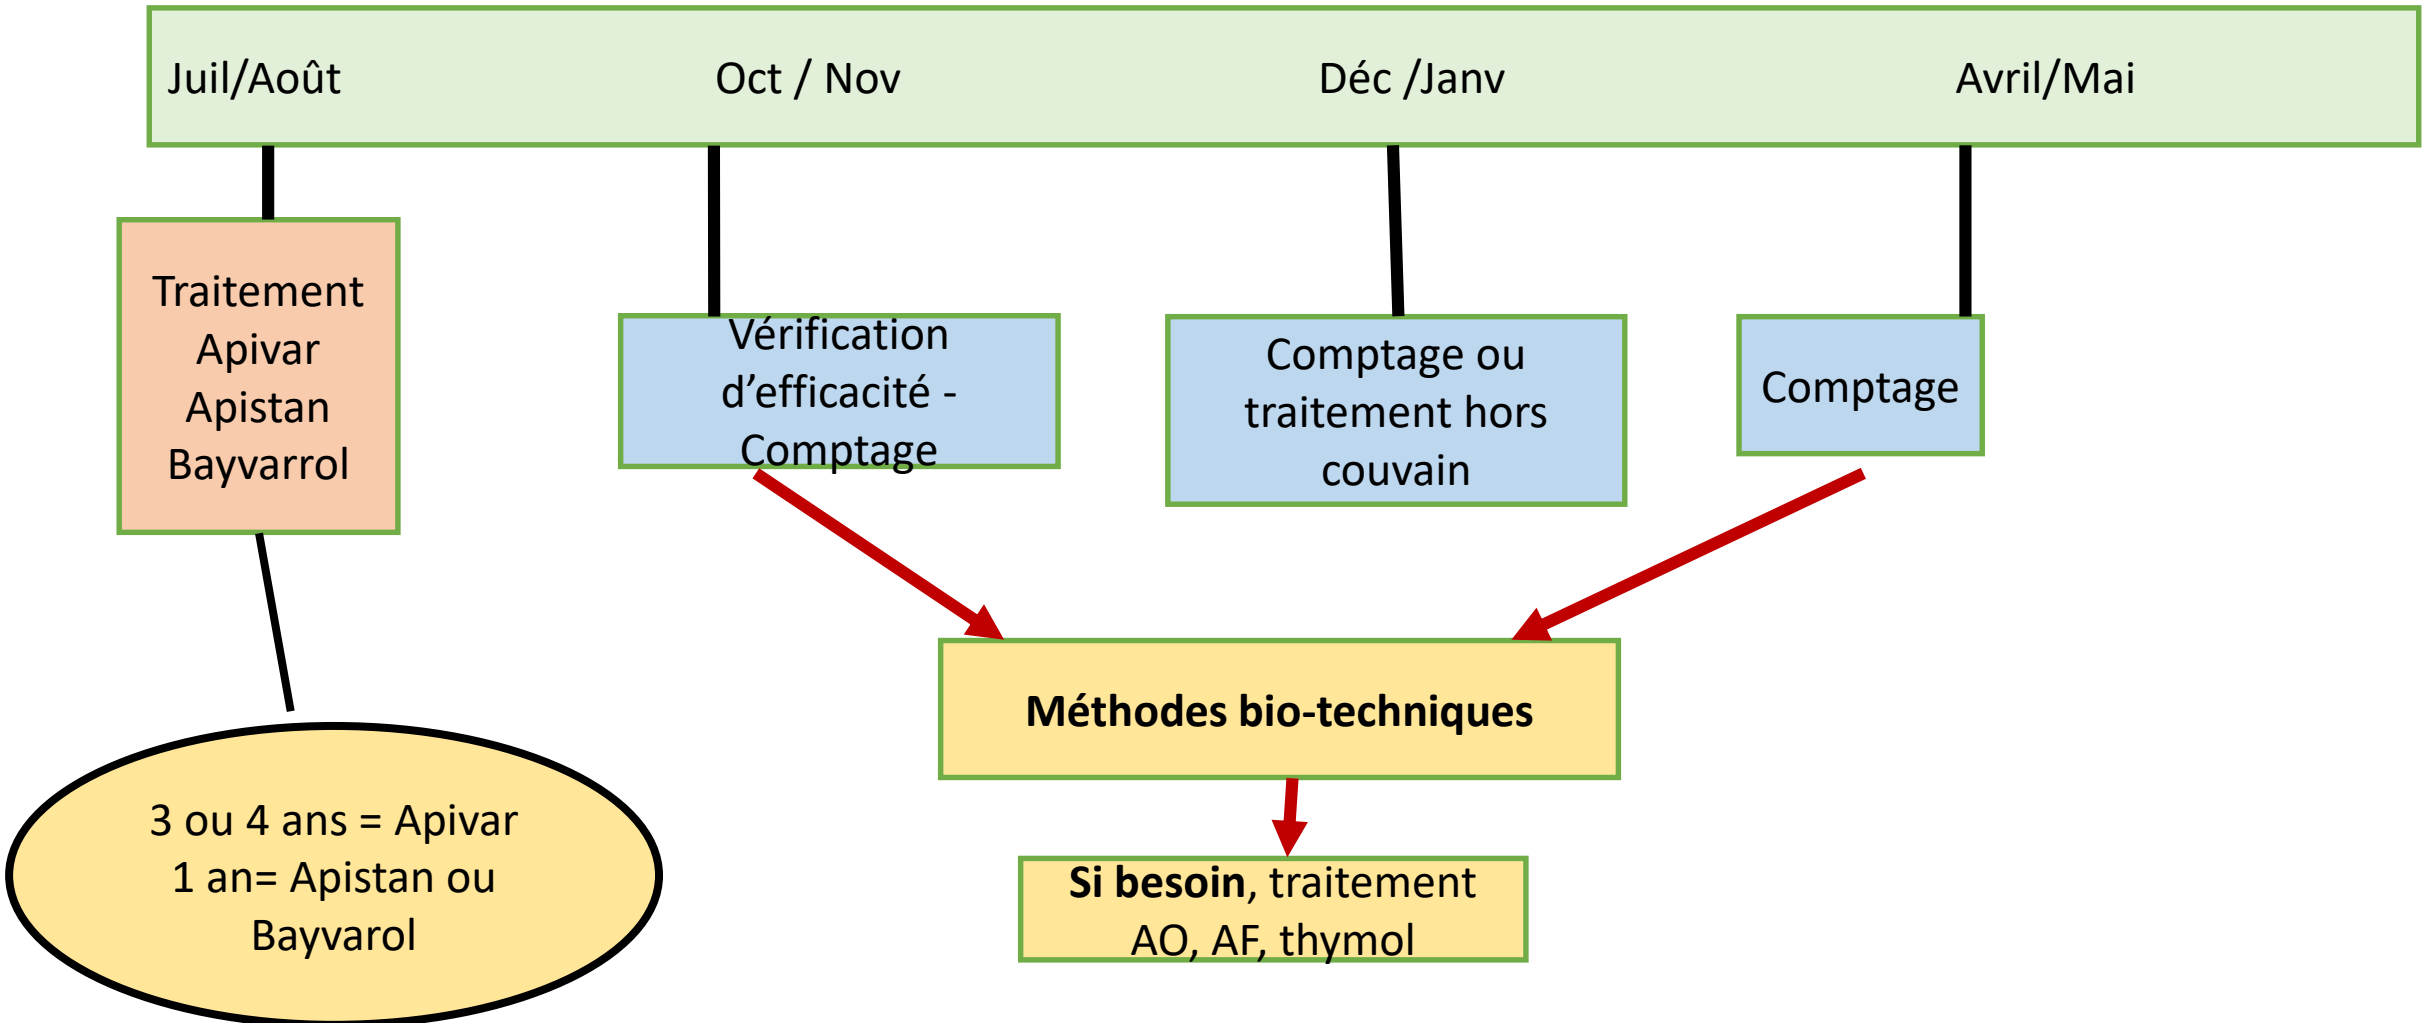 Juil/Août
Oct / Nov
Déc /Janv
Avril/Mai
Traitement
Apivar
Apistan
Bayvarrol
Vérification
d’efficacité -
Comptage
Comptage ou
traitement hors
couvain
Comptage
Méthodes bio-techniques
3 ou 4 ans = Apivar
1 an= Apistan ou
Bayvarol
Si besoin, traitement
AO, AF, thymol